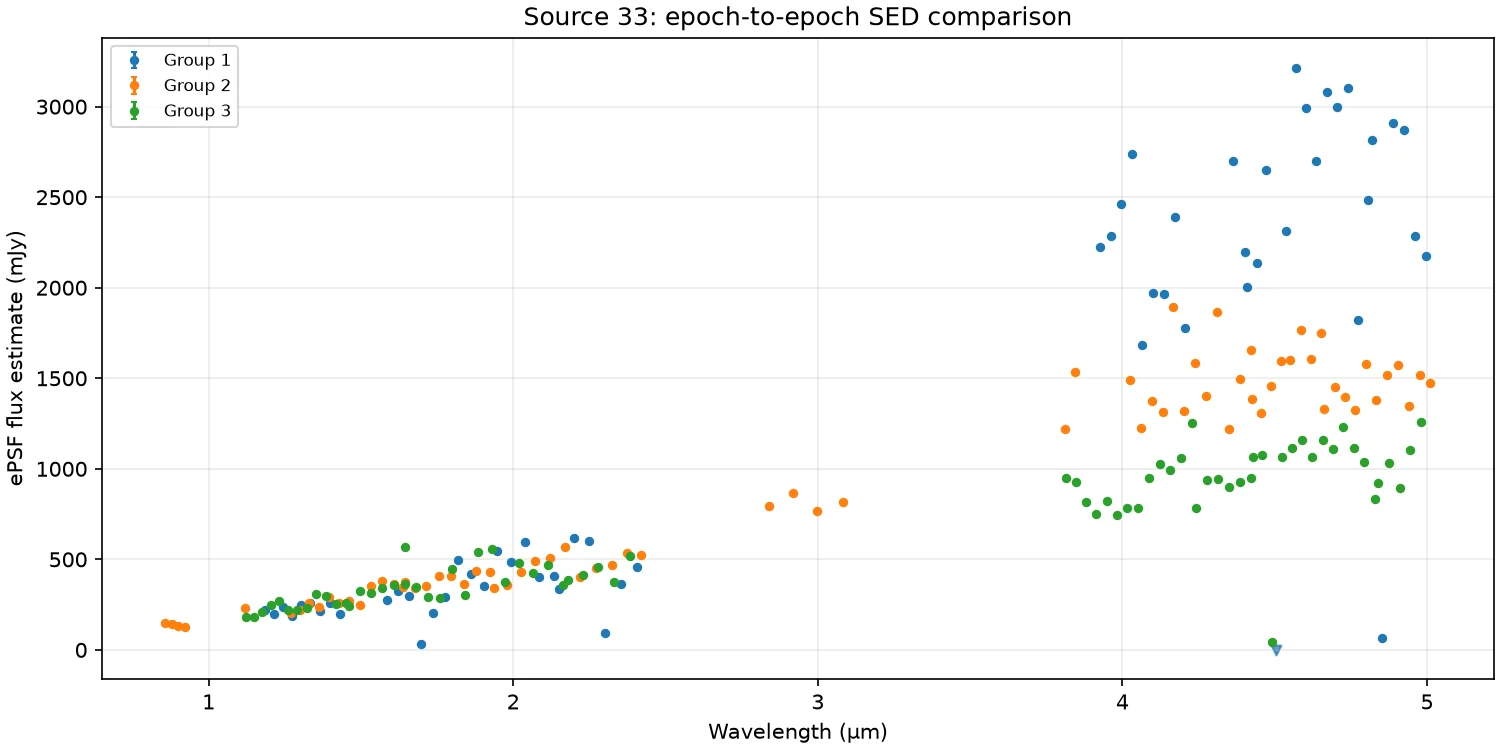 Source 33: epoch-to-epoch SED comparison
Group 1
Group 2
Group 3
ePSF flux estimate (mJy)
3000
2500
2000
1500
1000
500
0
1 2 3 4 5
Wavelength (μm)